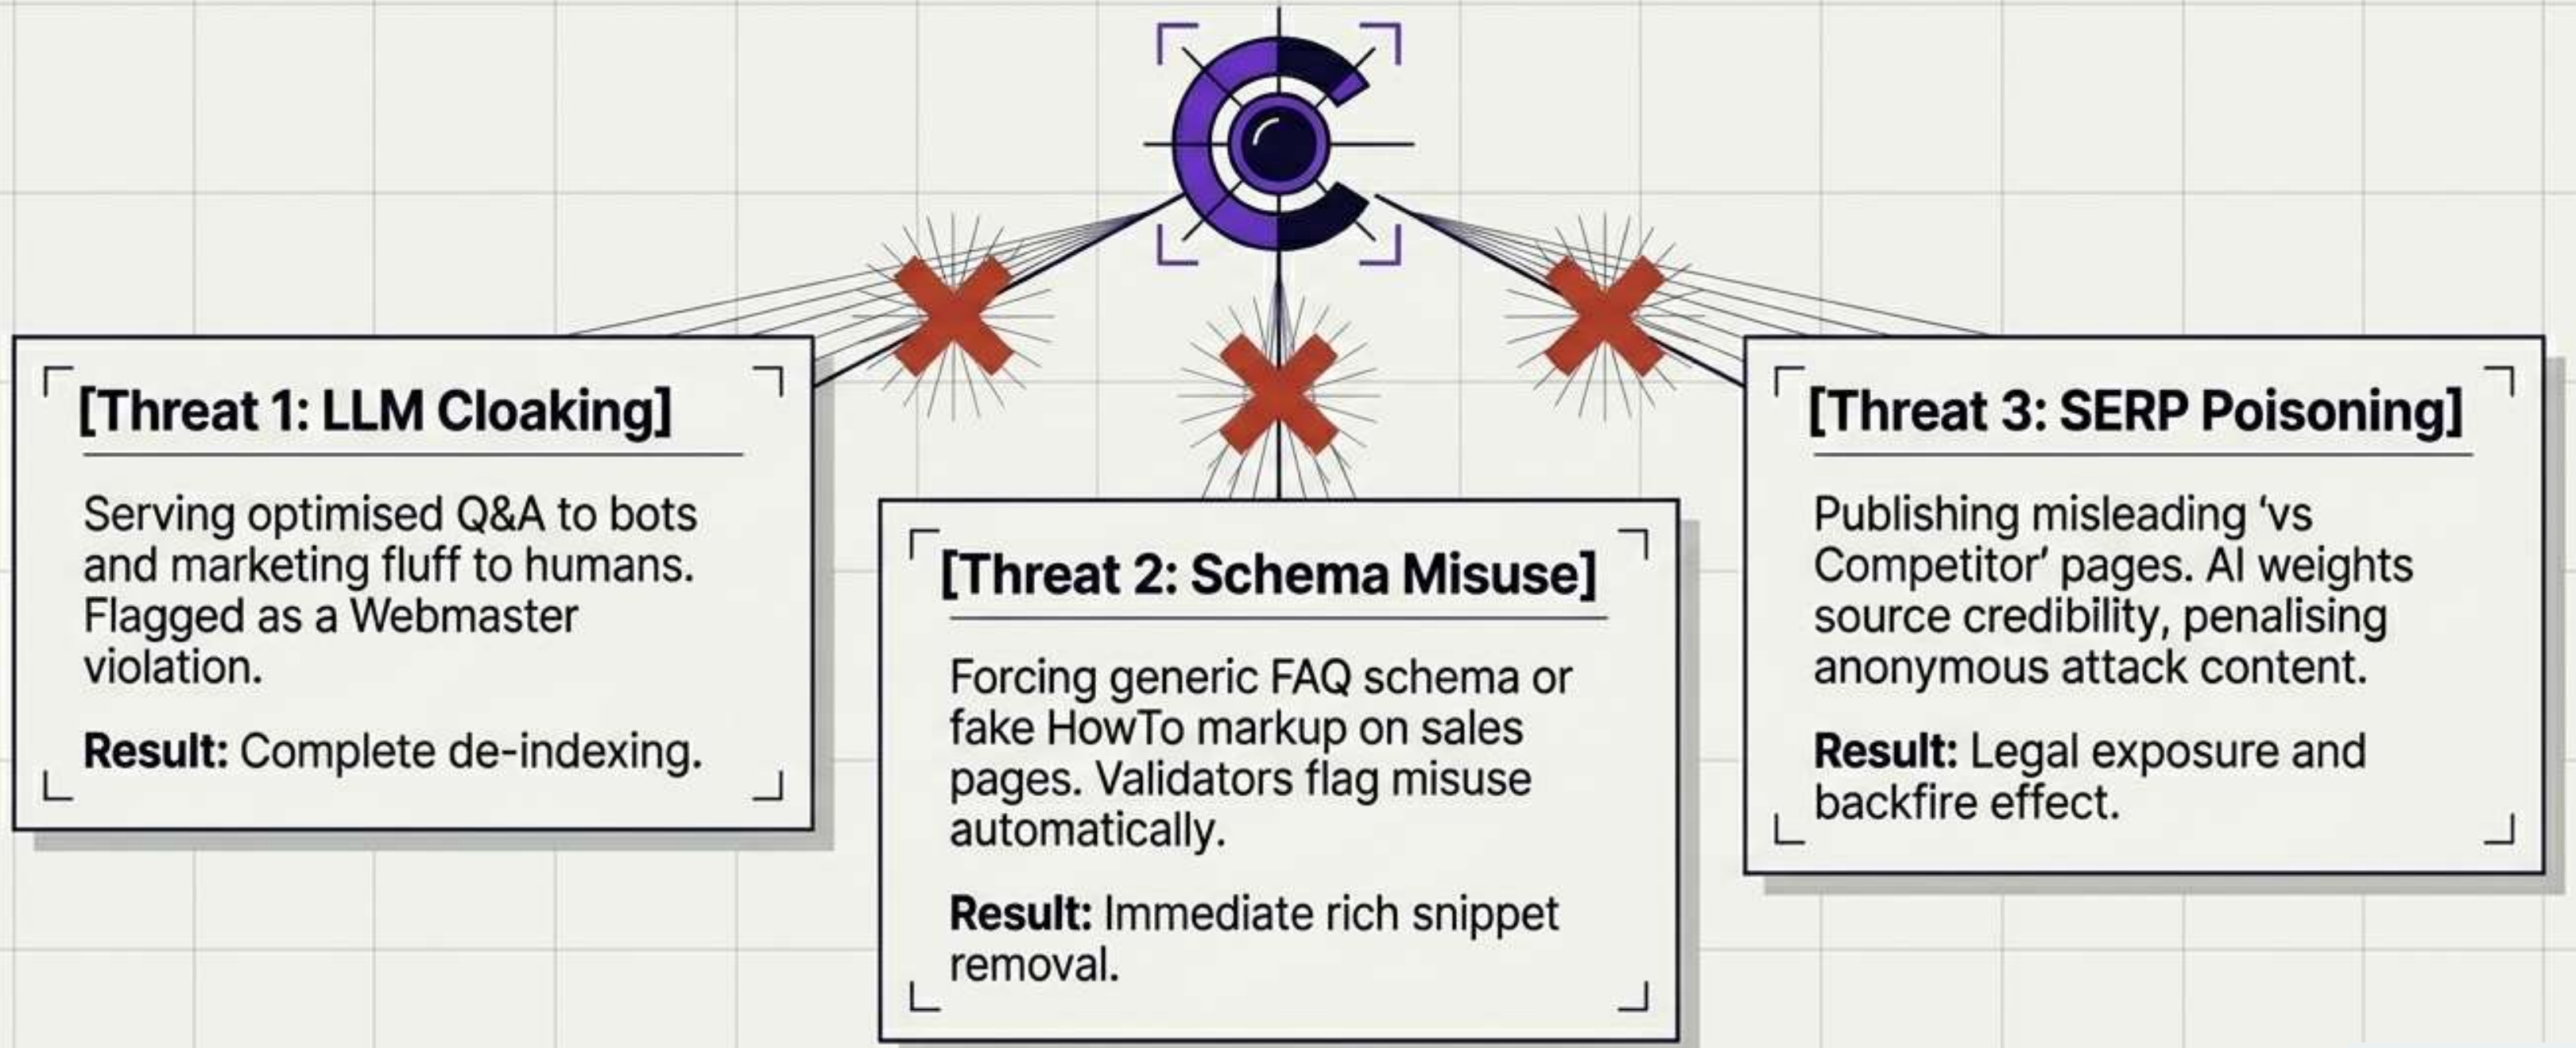 [Threat 1: LLM Cloaking]
Serving optimised Q&A to bots
and marketing fluff to humans.
Flagged as a Webmaster
violation.
Result: Complete de-indexing.
[Threat 2: Schema Misuse]
Forcing generic FAQ schema or
fake HowTo markup on sales
pages. Validators flag misuse
automatically.
Result: Immediate rich snippet
removal.
[Threat 3: SERP Poisoning]
Publishing misleading ‘vs
Competitor’ pages. AI weights
source credibility, penalising
anonymous attack content.
Result: Legal exposure and
backfire effect.